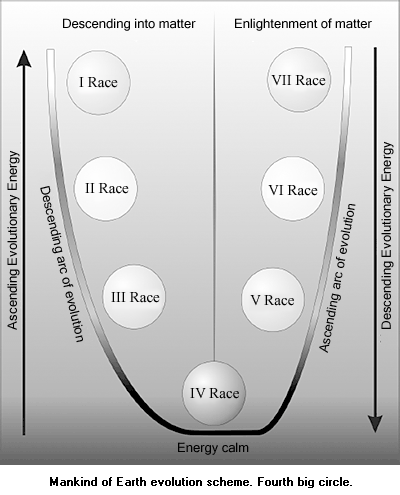 Descending into matter
Enlightenment of matter
I Race
VII Race
II Race
VI Race
III Race
V Race
IV Race
Ascending Evolutionary Energy
Descending arc of evolution
Ascending arc of evolution
Descending Evolutionary Energy
Energy calm
Mankind of Earth evolution scheme. Fourth big circle.